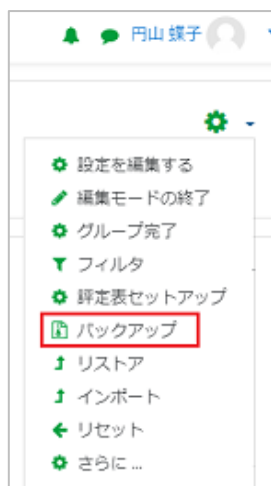 円山 蝶子
設定を編集する
編集モードの終了
グループ完了
フィルタ
評定表セットアップ
バックアップ
リストア
インポート
リセット
さらに ...